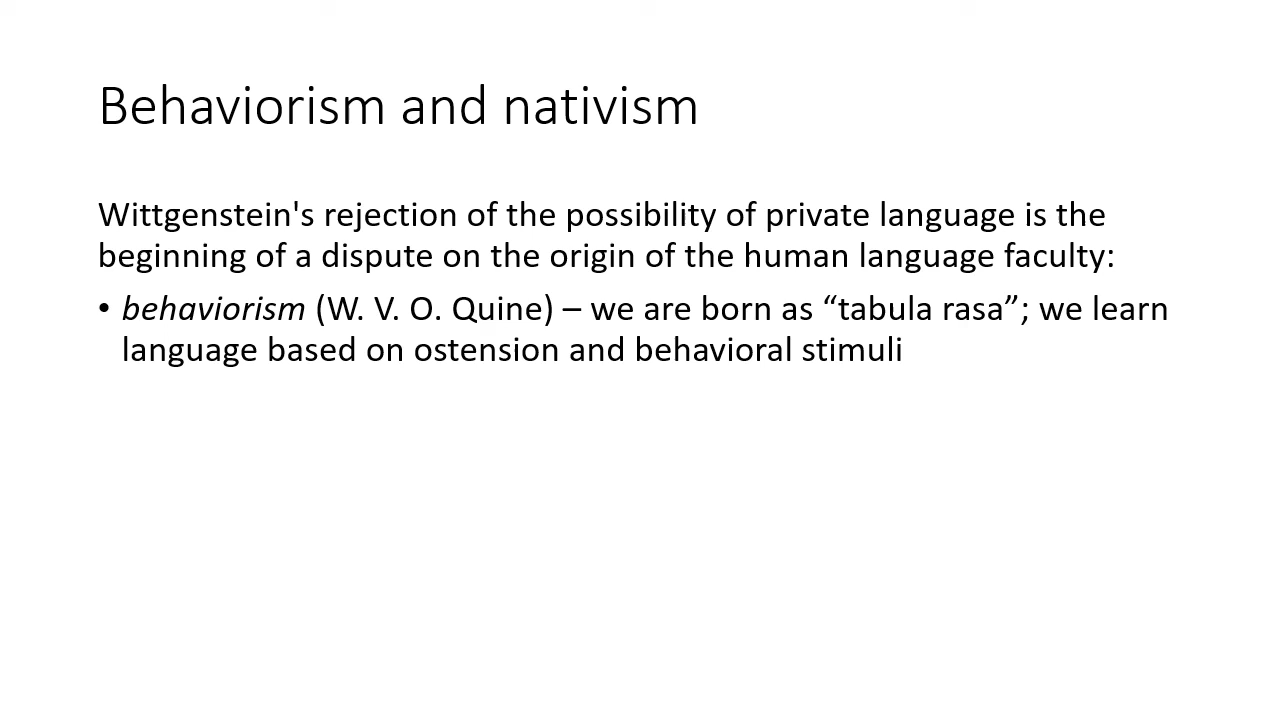 Behaviorism and nativism
Wittgenstein's rejection of the possibility of private language is the
beginning of a dispute on the origin of the human language faculty:
• behaviorism (W. V. O. Quine) – we are born as “tabula rasa”; we learn
language based on ostension and behavioral stimuli